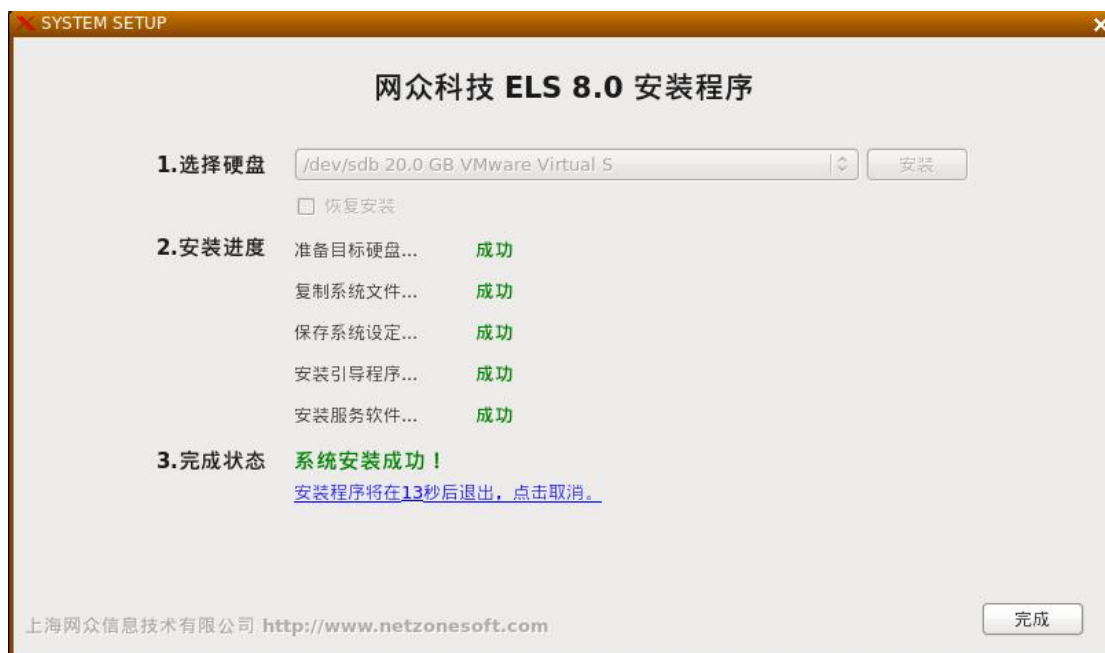 SYSTEM SETUP
网众科技 ELS 8.0 安装程序
1.选择硬盘 /dev/sdb 20.0 GB VMware Virtual S 安装
恢复安装
2.安装进度 准备目标硬盘... 成功
复制系统文件... 成功
保存系统设定... 成功
安装引导程序... 成功
安装服务软件... 成功
3.完成状态 系统安装成功！
安装程序将在13秒后退出，点击取消。
上海网众信息技术有限公司 http://www.netzonesoft.com 完成